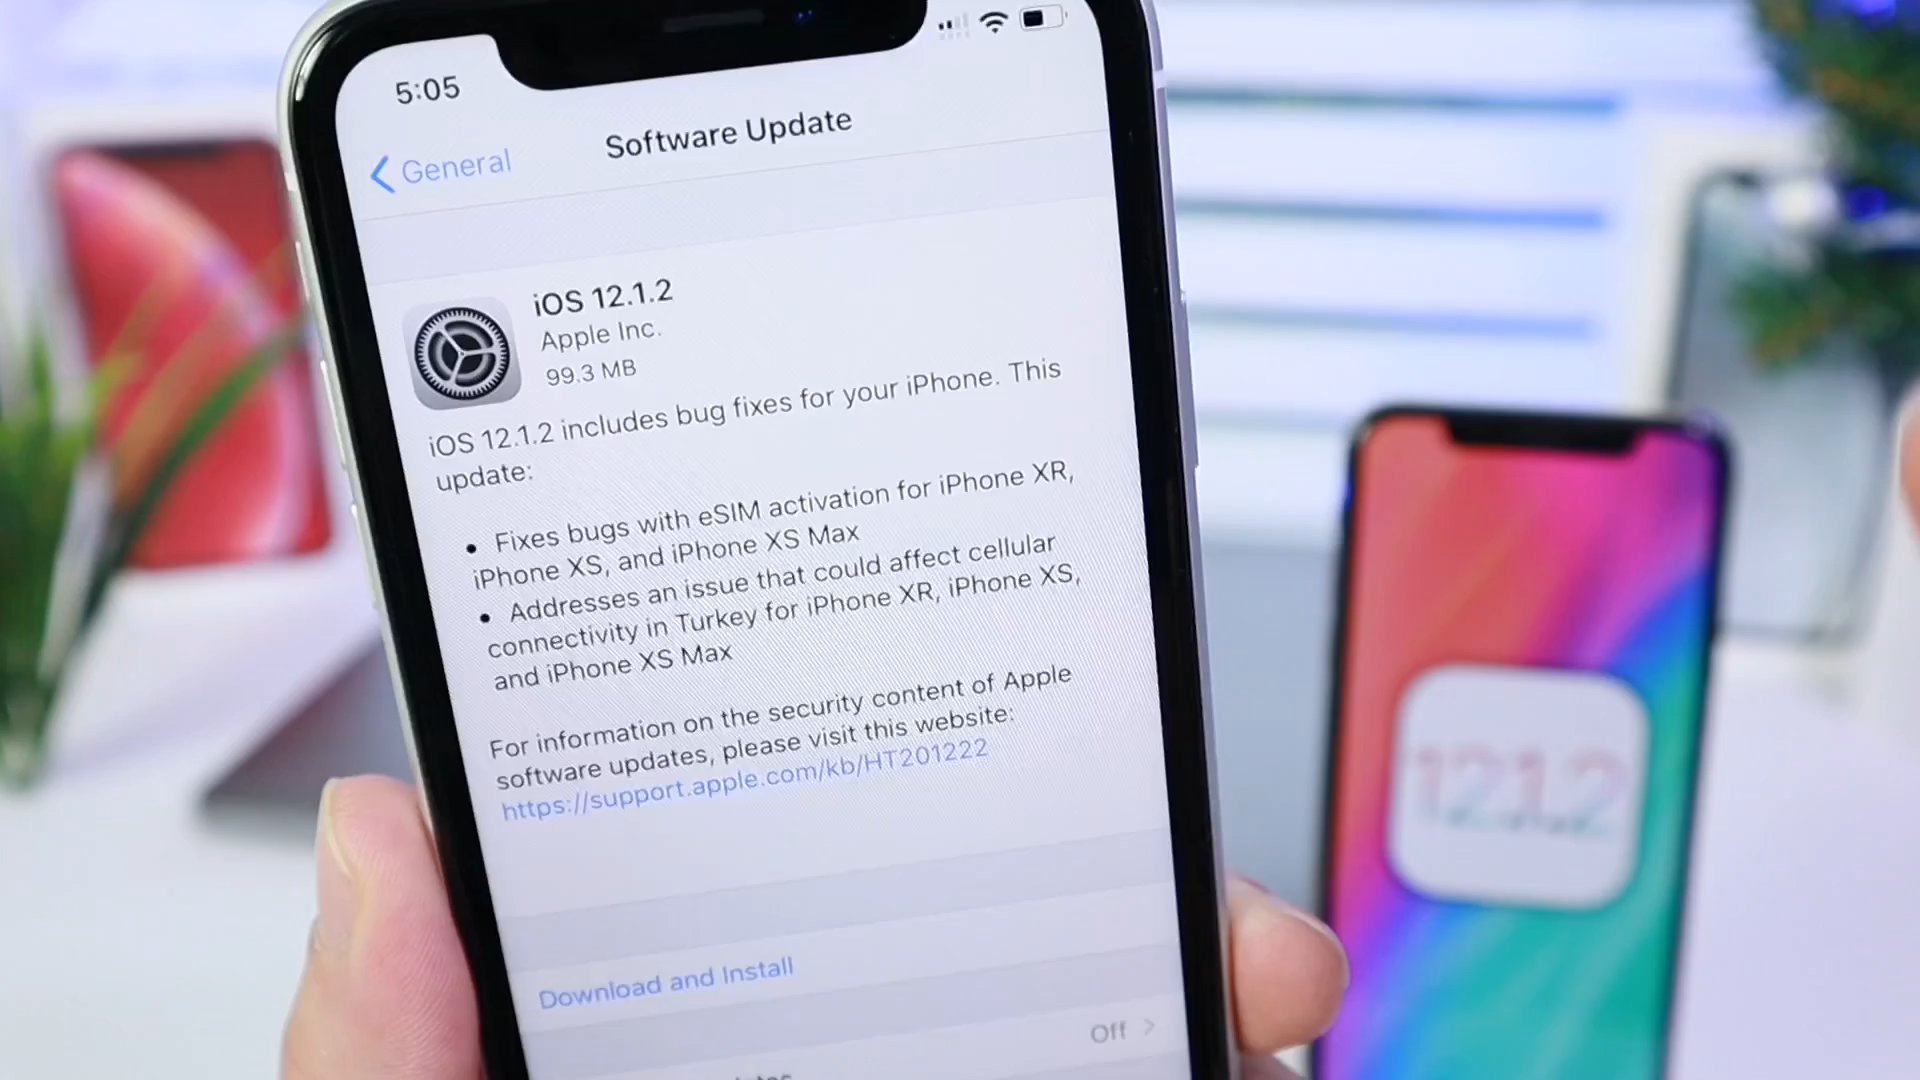 5:05
General
Software Update
iOS 12.1.2
Apple Inc.
99.3 MB
iOS 12.1.2 includes bug fixes for your iPhone. This
update:
• Fixes bugs with eSIM activation for iPhone XR,
iPhone XS, and iPhone XS Max
• Addresses an issue that could affect cellular
connectivity in Turkey for iPhone XR, iPhone XS,
and iPhone XS Max
For information on the security content of Apple
software updates, please visit this website:
https://support.apple.com/kb/HT201222
Download and Install
Off
12.1.2